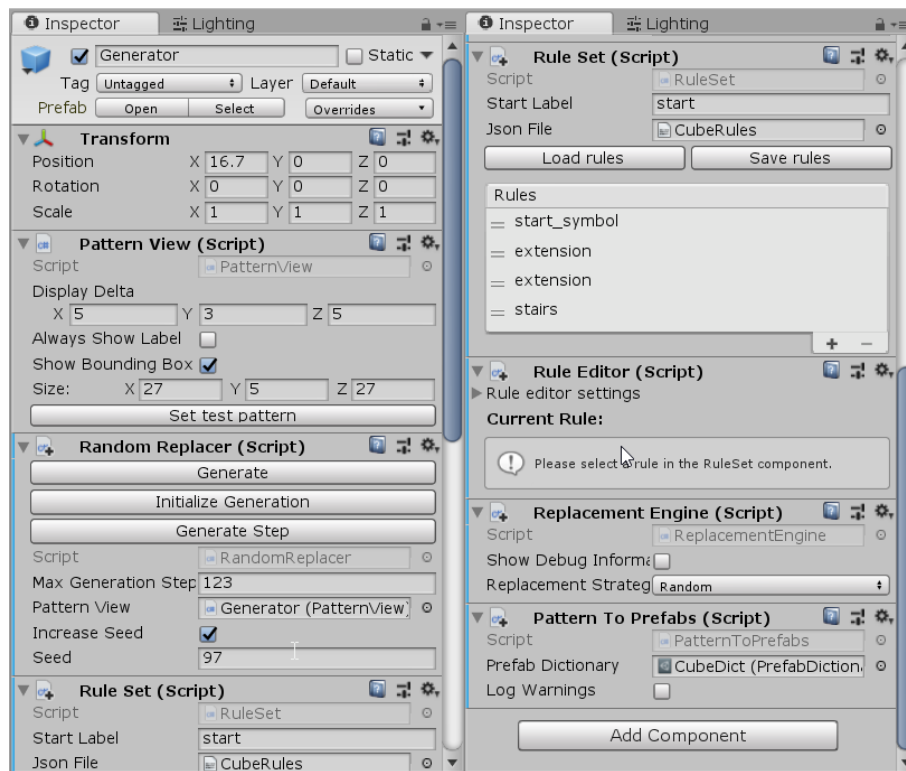 Inspector Lighting
Generator Static
Tag Untagged Layer Default
Prefab Open Select Overrides
Transform
Position X 16.7 Y 0 Z 0
Rotation X 0 Y 0 Z 0
Scale X 1 Y 1 Z 1
Pattern View (Script)
Script PatternView
Display Delta
X 5 Y 3 Z 5
Always Show Label
Show Bounding Box
Size: X 27 Y 5 Z 27
Set test pattern
Random Replacer (Script)
Generate
Initialize Generation
Generate Step
Script RandomReplacer
Max Generation Step 123
Pattern View Generator (PatternView)
Increase Seed
Seed 97
Rule Set (Script)
Script RuleSet
Start Label start
Json File CubeRules
Inspector Lighting
Rule Set (Script)
Script RuleSet
Start Label start
Json File CubeRules
Load rules Save rules
Rules
= start_symbol
= extension
= extension
= stairs
+ −
Rule Editor (Script)
Rule editor settings
Current Rule:
Please select a rule in the RuleSet component.
Replacement Engine (Script)
Script ReplacementEngine
Show Debug Informa
Replacement Strateg Random
Pattern To Prefabs (Script)
Script PatternToPrefabs
Prefab Dictionary CubeDict (PrefabDiction
Log Warnings
Add Component